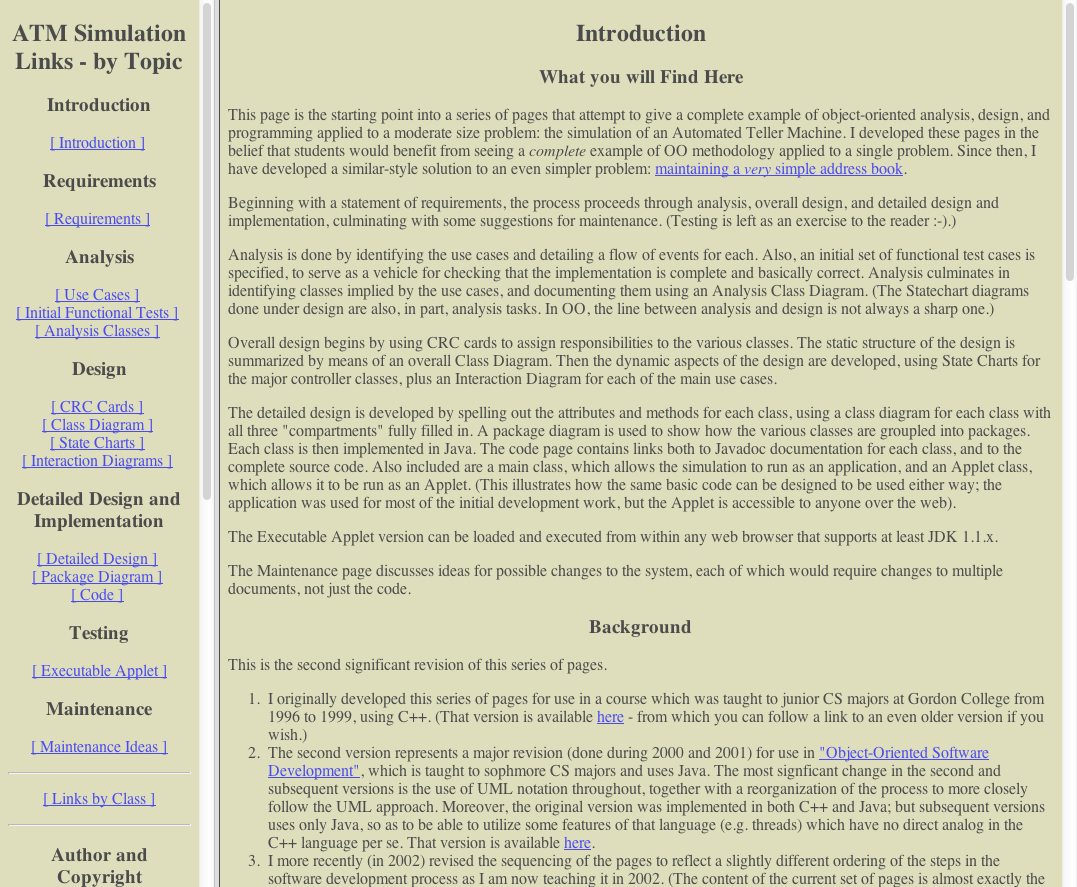 ATM Simulation
Links - by Topic
Introduction
[ Introduction ]
Requirements
[ Requirements ]
Analysis
[ Use Cases ]
[ Initial Functional Tests ]
[ Analysis Classes ]
Design
[ CRC Cards ]
[ Class Diagram ]
[ State Charts ]
[ Interaction Diagrams ]
Detailed Design and
Implementation
[ Detailed Design ]
[ Package Diagram ]
[ Code ]
Testing
[ Executable Applet ]
Maintenance
[ Maintenance Ideas ]
[ Links by Class ]
Author and
Copyright
Introduction
What you will Find Here
This page is the starting point into a series of pages that attempt to give a complete example of object-oriented analysis, design, and
programming applied to a moderate size problem: the simulation of an Automated Teller Machine. I developed these pages in the
belief that students would benefit from seeing a complete example of OO methodology applied to a single problem. Since then, I
have developed a similar-style solution to an even simpler problem: maintaining a very simple address book.
Beginning with a statement of requirements, the process proceeds through analysis, overall design, and detailed design and
implementation, culminating with some suggestions for maintenance. (Testing is left as an exercise to the reader :-).)
Analysis is done by identifying the use cases and detailing a flow of events for each. Also, an initial set of functional test cases is
specified, to serve as a vehicle for checking that the implementation is complete and basically correct. Analysis culminates in
identifying classes implied by the use cases, and documenting them using an Analysis Class Diagram. (The Statechart diagrams
done under design are also, in part, analysis tasks. In OO, the line between analysis and design is not always a sharp one.)
Overall design begins by using CRC cards to assign responsibilities to the various classes. The static structure of the design is
summarized by means of an overall Class Diagram. Then the dynamic aspects of the design are developed, using State Charts for
the major controller classes, plus an Interaction Diagram for each of the main use cases.
The detailed design is developed by spelling out the attributes and methods for each class, using a class diagram for each class with
all three "compartments" fully filled in. A package diagram is used to show how the various classes are groupled into packages.
Each class is then implemented in Java. The code page contains links both to Javadoc documentation for each class, and to the
complete source code. Also included are a main class, which allows the simulation to run as an application, and an Applet class,
which allows it to be run as an Applet. (This illustrates how the same basic code can be designed to be used either way; the
application was used for most of the initial development work, but the Applet is accessible to anyone over the web).
The Executable Applet version can be loaded and executed from within any web browser that supports at least JDK 1.1.x.
The Maintenance page discusses ideas for possible changes to the system, each of which would require changes to multiple
documents, not just the code.
Background
This is the second significant revision of this series of pages.
1. I originally developed this series of pages for use in a course which was taught to junior CS majors at Gordon College from
1996 to 1999, using C++. (That version is available here - from which you can follow a link to an even older version if you
wish.)
2. The second version represents a major revision (done during 2000 and 2001) for use in "Object-Oriented Software
Development", which is taught to sophmore CS majors and uses Java. The most signficant change in the second and
subsequent versions is the use of UML notation throughout, together with a reorganization of the process to more closely
follow the UML approach. Moreover, the original version was implemented in both C++ and Java; but subsequent versions
uses only Java, so as to be able to utilize some features of that language (e.g. threads) which have no direct analog in the
C++ language per se. That version is available here.
3. I more recently (in 2002) revised the sequencing of the pages to reflect a slightly different ordering of the steps in the
software development process as I am now teaching it in 2002. (The content of the current set of pages is almost exactly the